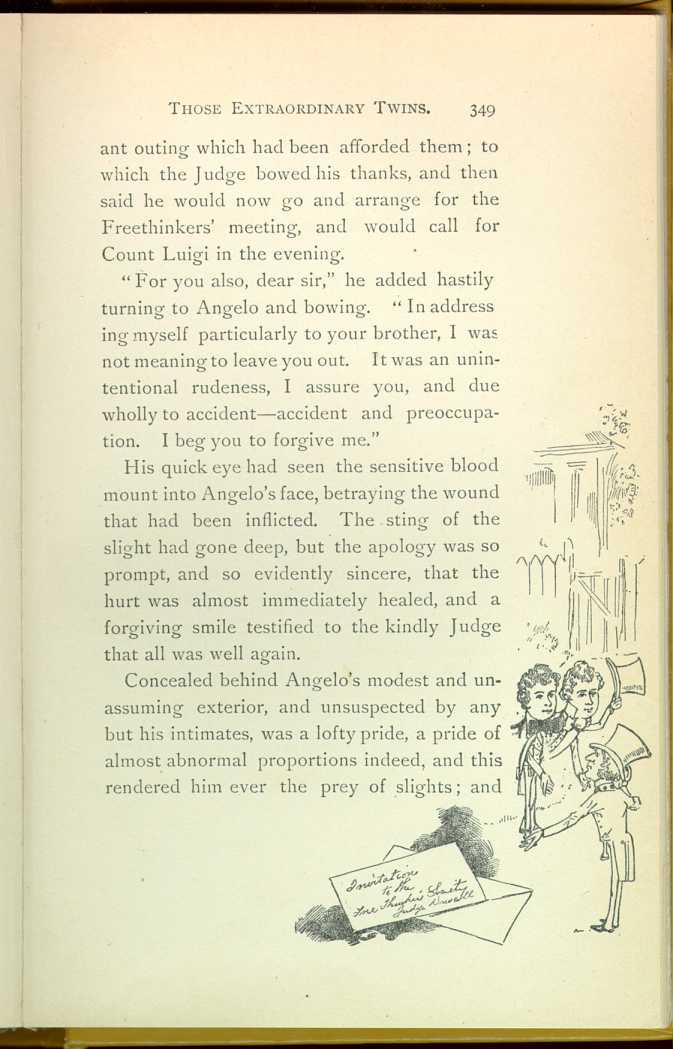 THOSE EXTRAORDINARY TWINS. 349
ant outing which had been afforded them; to
which the Judge bowed his thanks, and then
said he would now go and arrange for the
Freethinkers' meeting, and would call for
Count Luigi in the evening.
"For you also, dear sir," he added hastily
turning to Angelo and bowing. "In address
ing myself particularly to your brother, I was
not meaning to leave you out. It was an unin-
tentional rudeness, I assure you, and due
wholly to accident—accident and preoccupa-
tion. I beg you to forgive me."
His quick eye had seen the sensitive blood
mount into Angelo's face, betraying the wound
that had been inflicted. The sting of the
slight had gone deep, but the apology was so
prompt, and so evidently sincere, that the
hurt was almost immediately healed, and a
forgiving smile testified to the kindly Judge
that all was well again.
Concealed behind Angelo's modest and un-
assuming exterior, and unsuspected by any
but his intimates, was a lofty pride, a pride of
almost abnormal proportions indeed, and this
rendered him ever the prey of slights; and
Invitation
to the
Society
Judge